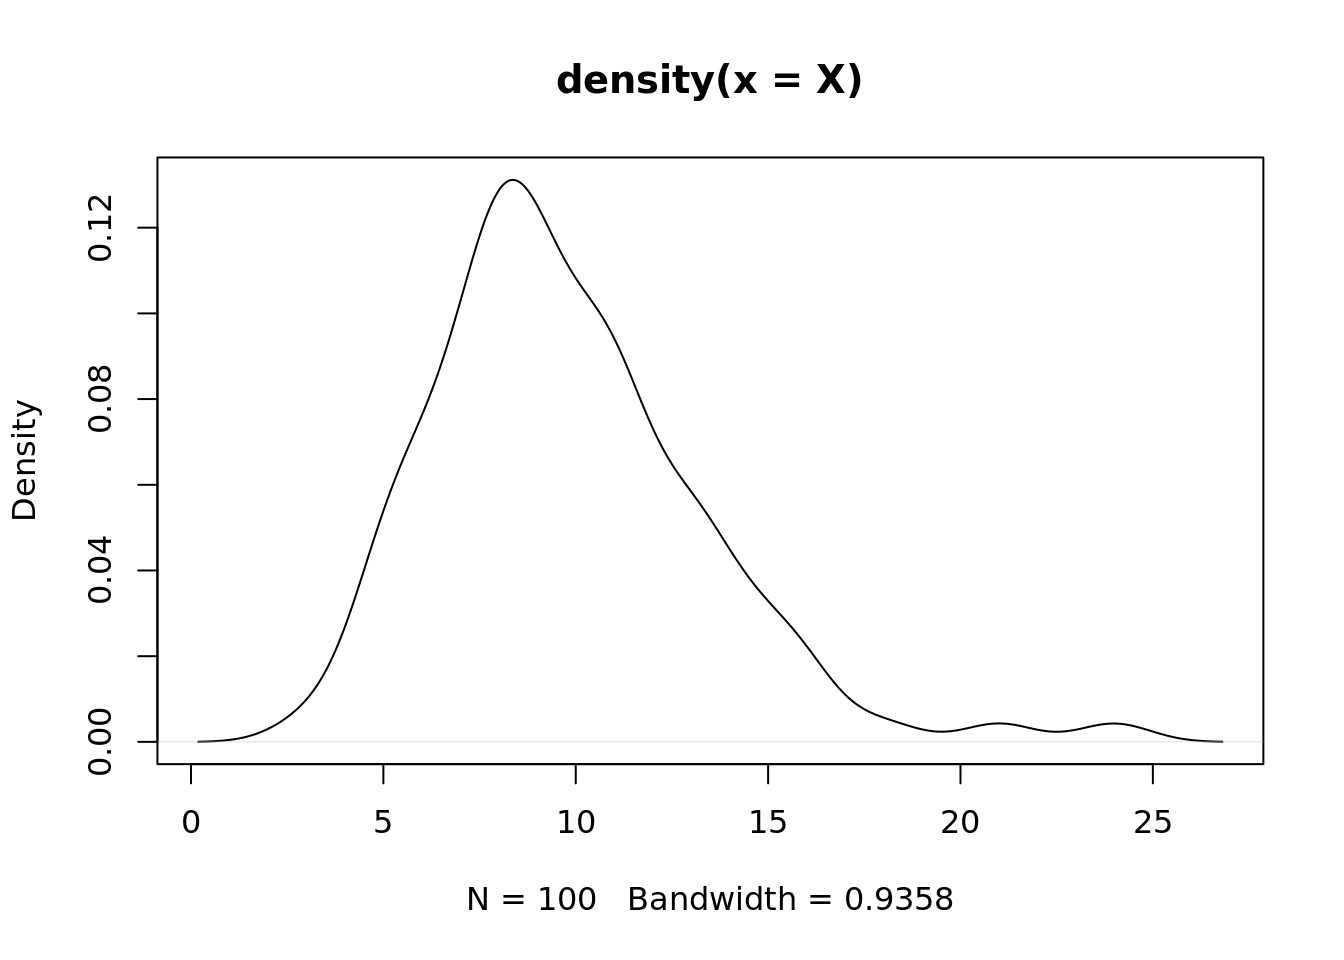 density(x = X)
Density
0.12
0.08
0.04
0.00
0 5 10 15 20 25
N = 100 Bandwidth = 0.9358